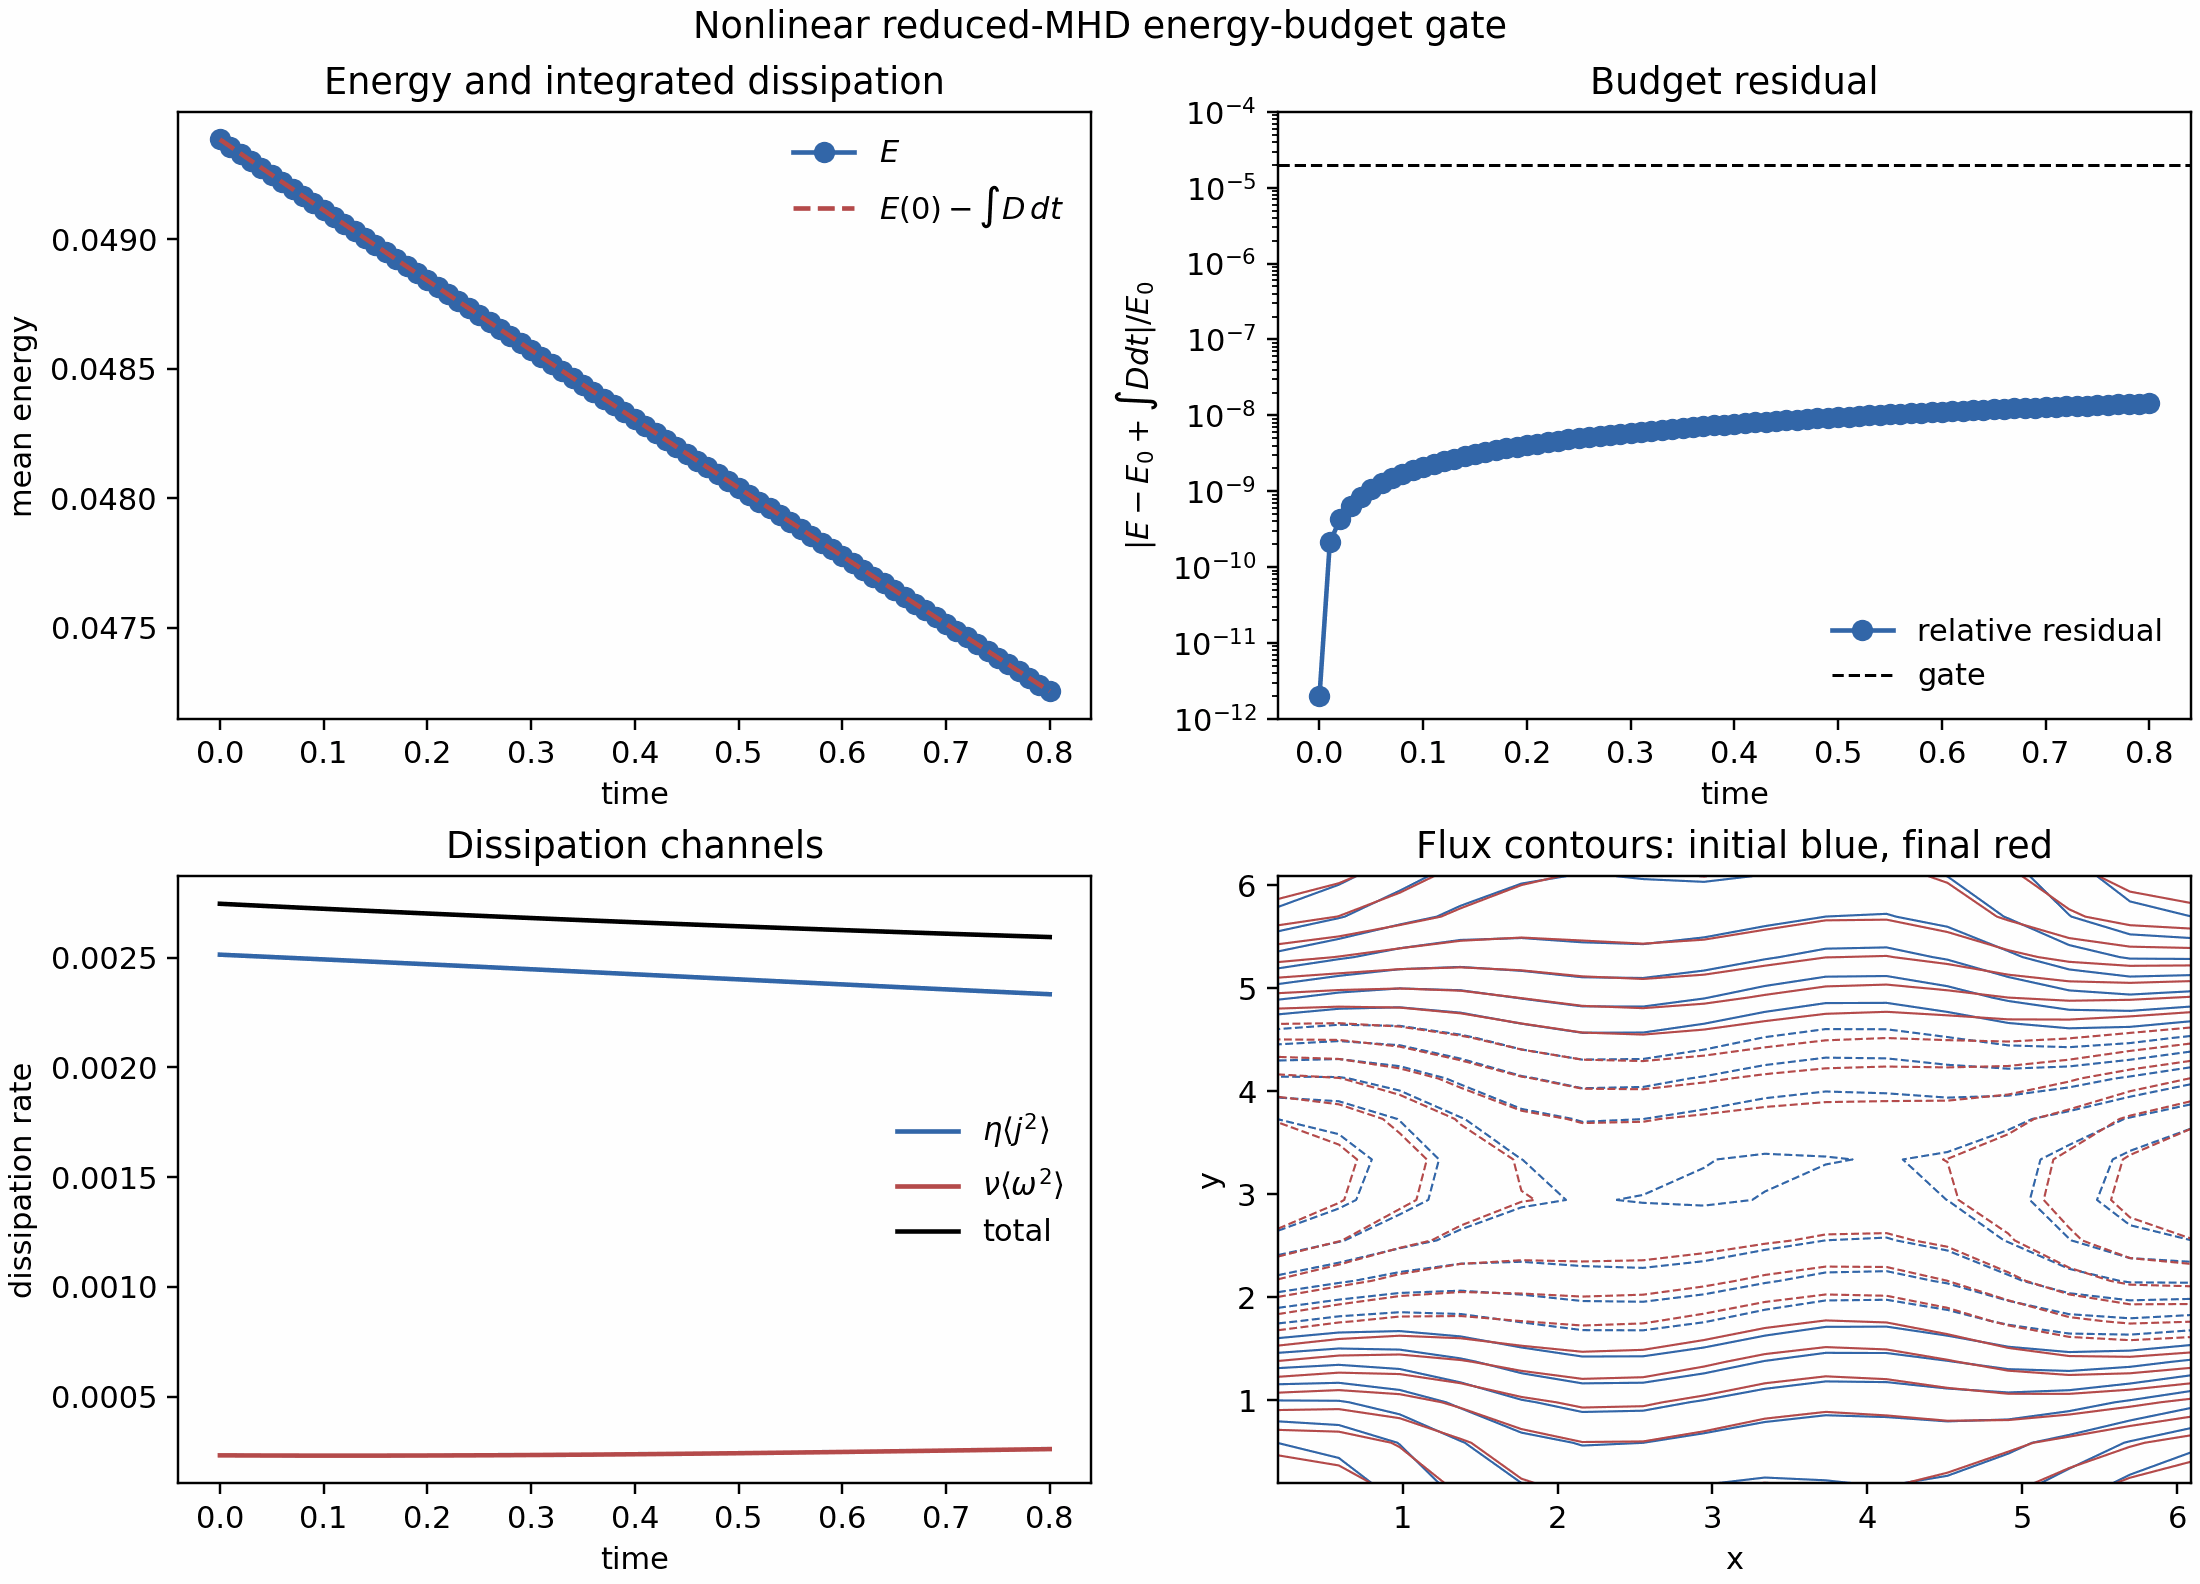 Nonlinear reduced-MHD energy-budget gate
Energy and integrated dissipation
mean energy
0.0490
0.0485
0.0480
0.0475
E
E(0) − ∫D dt
0.0 0.1 0.2 0.3 0.4 0.5 0.6 0.7 0.8
time
Budget residual
|E − E₀ + ∫Ddt|/E₀
10⁻⁴
10⁻⁵
10⁻⁶
10⁻⁷
10⁻⁸
10⁻⁹
10⁻¹⁰
10⁻¹¹
10⁻¹²
relative residual
gate
0.0 0.1 0.2 0.3 0.4 0.5 0.6 0.7 0.8
time
Dissipation channels
dissipation rate
0.0025
0.0020
0.0015
0.0010
0.0005
η⟨j²⟩
ν⟨ω²⟩
total
0.0 0.1 0.2 0.3 0.4 0.5 0.6 0.7 0.8
time
Flux contours: initial blue, final red
y
6
5
4
3
2
1
1 2 3 4 5 6
x